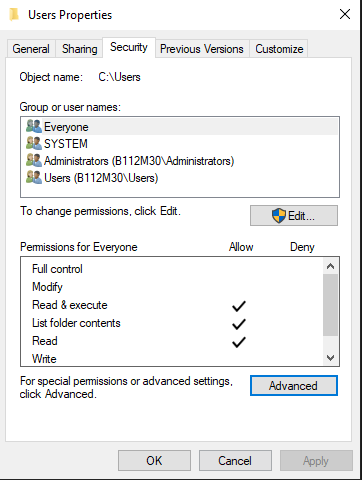 Users Properties
General Sharing Security Previous Versions Customize
Object name: C:\Users
Group or user names:
Everyone
SYSTEM
Administrators (B112M30\Administrators)
Users (B112M30\Users)
To change permissions, click Edit.
Edit...
Permissions for Everyone Allow Deny
Full control
Modify
Read & execute
List folder contents
Read
Write
For special permissions or advanced settings,
click Advanced.
Advanced
OK Cancel Apply